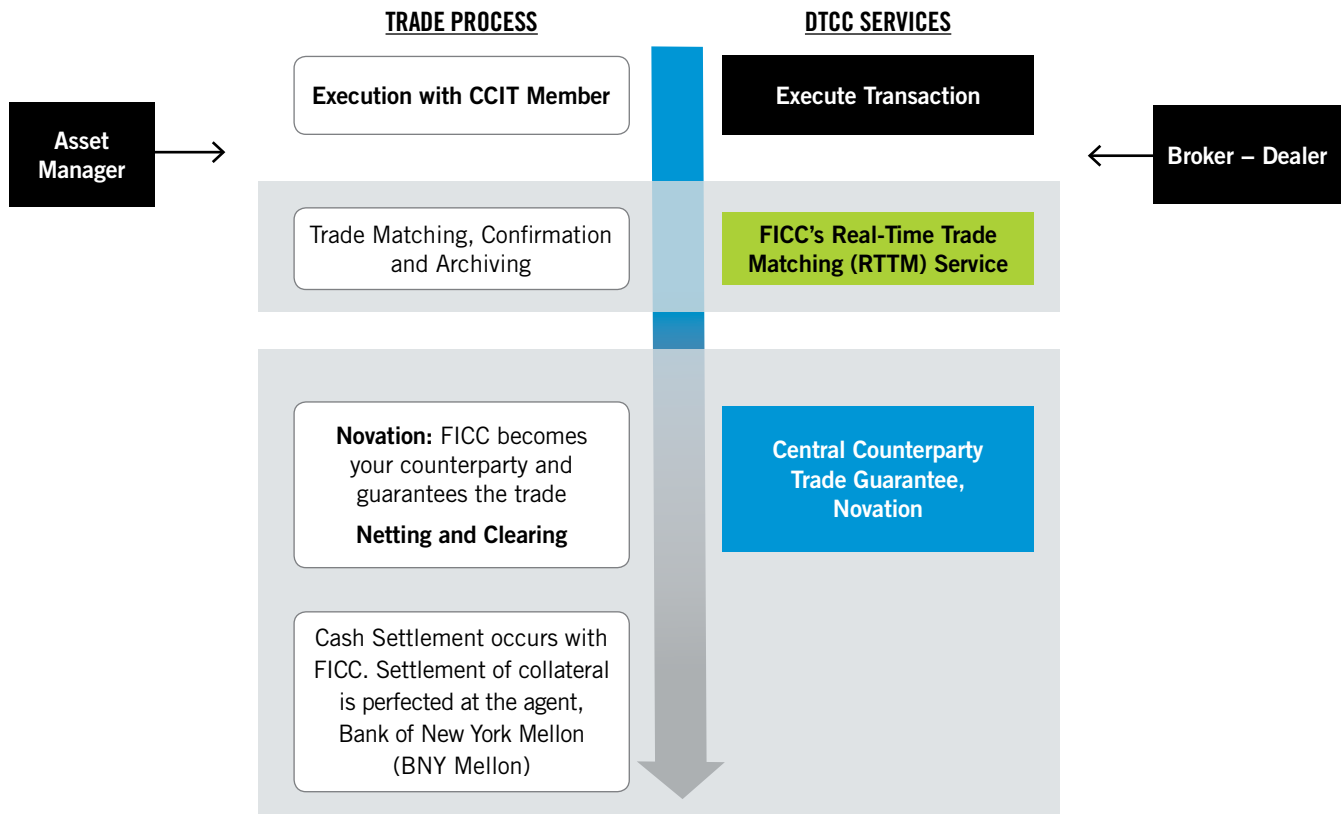 TRADE PROCESS
DTCC SERVICES
Execution with CCIT Member
Execute Transaction
Asset
Manager
Broker – Dealer
Trade Matching, Confirmation
and Archiving
FICC's Real-Time Trade
Matching (RTTM) Service
Novation: FICC becomes
your counterparty and
guarantees the trade
Netting and Clearing
Central Counterparty
Trade Guarantee,
Novation
Cash Settlement occurs with
FICC. Settlement of collateral
is perfected at the agent,
Bank of New York Mellon
(BNY Mellon)